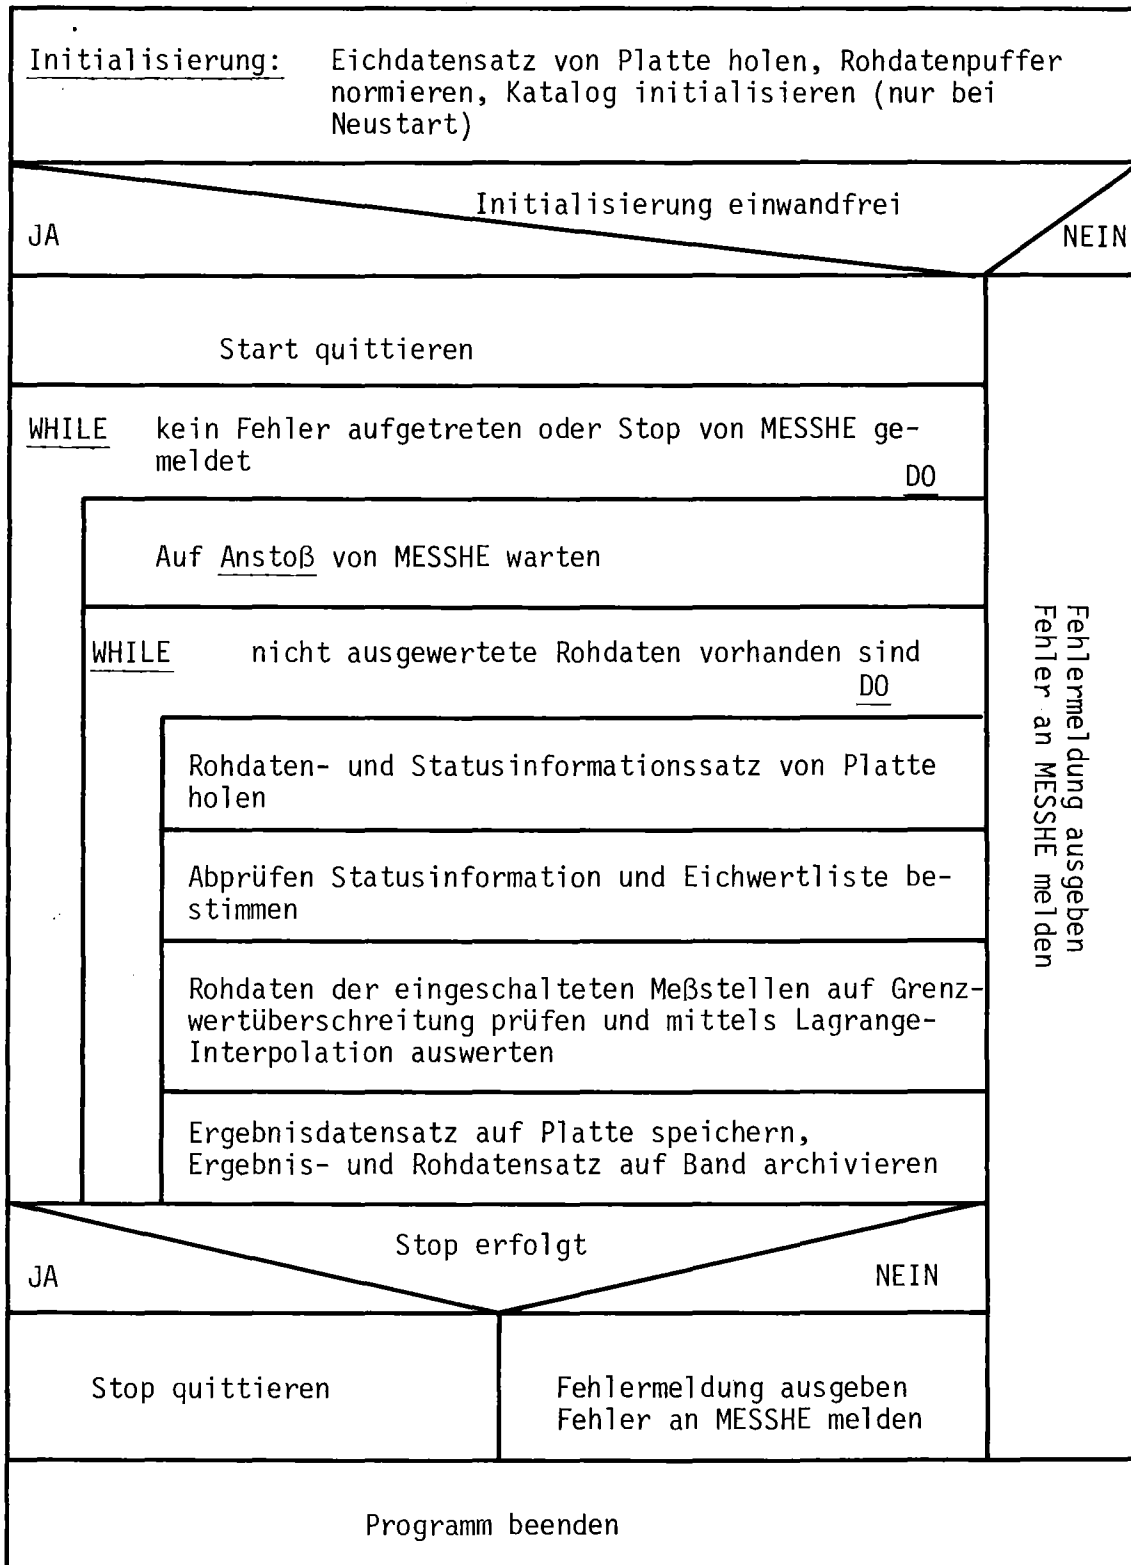 Initialisierung: Eichdatensatz von Platte holen, Rohdatenpuffer
normieren, Katalog initialisieren (nur bei
Neustart)
Initialisierung einwandfrei
JA
NEIN
Start quittieren
WHILE kein Fehler aufgetreten oder Stop von MESSHE ge-
meldet
DO
Auf Anstoß von MESSHE warten
WHILE nicht ausgewertete Rohdaten vorhanden sind
DO
Rohdaten- und Statusinformationssatz von Platte
holen
Abprüfen Statusinformation und Eichwertliste be-
stimmen
Rohdaten der eingeschalteten Meßstellen auf Grenz-
wertüberschreitung prüfen und mittels Lagrange-
Interpolation auswerten
Ergebnisdatensatz auf Platte speichern,
Ergebnis- und Rohdatensatz auf Band archivieren
Fehlermeldung ausgeben
Fehler an MESSHE melden
Stop erfolgt
JA
NEIN
Stop quittieren
Fehlermeldung ausgeben
Fehler an MESSHE melden
Programm beenden